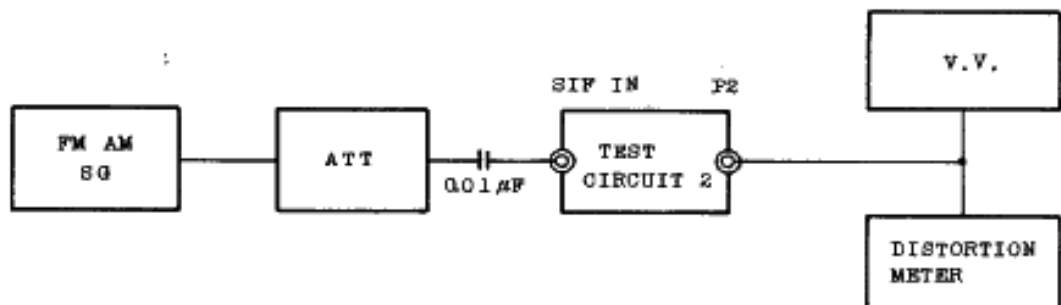 SIF IN
P2
V.V.
FM AM
SG
ATT
0.01μF
TEST
CIRCUIT 2
DISTORTION
METER